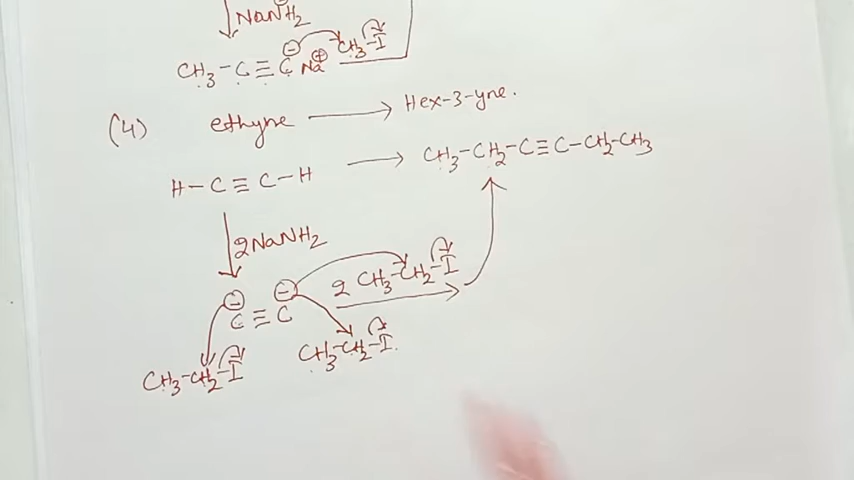 NaNH₂
CH₃-C≡C⊖ Na⊕ CH₃-I
(4) ethyne ⟶ Hex-3-yne.
H-C≡C-H ⟶ CH₃-CH₂-C≡C-CH₂-CH₃
2NaNH₂
⊖C≡C⊖ 2 CH₃-CH₂-I
CH₃-CH₂-I CH₃-CH₂-I.